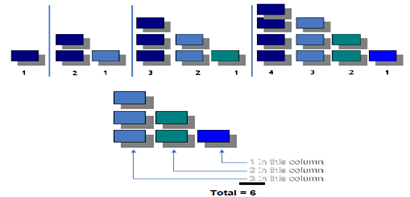 1 2 1 3 2 1 4 3 2 1
1 in this column
2 in this column
3 in this column
Total = 6